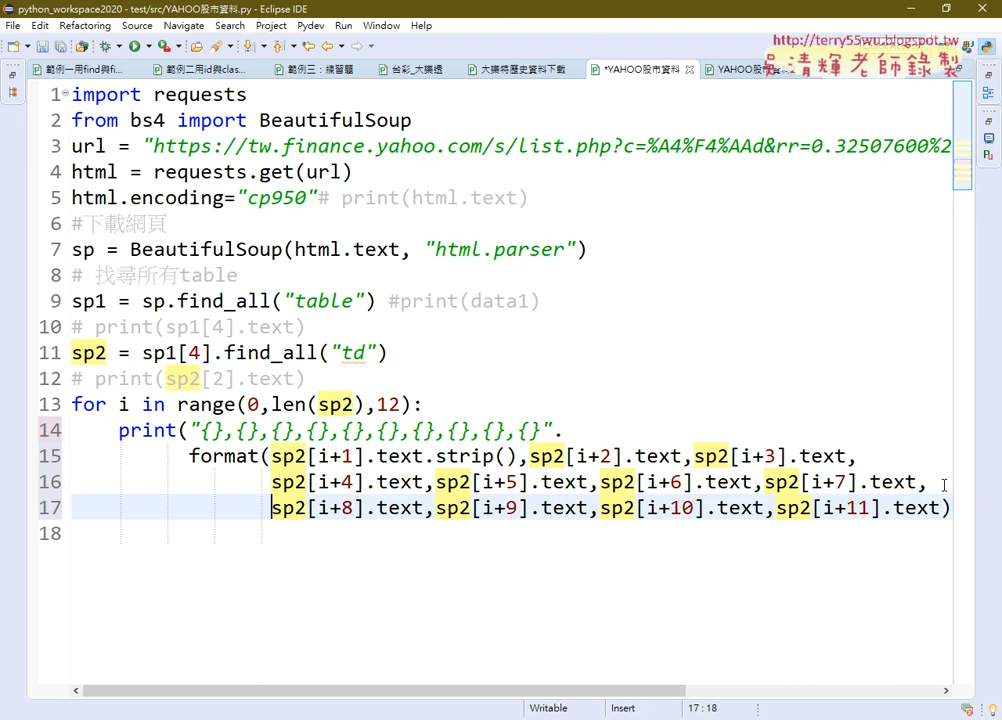 python_workspace2020 - test/src/YAHOO股市資料.py - Eclipse IDE
File Edit Refactoring Source Navigate Search Project Pydev Run Window Help
http://terry55wu.blogspot.tw
吳清輝老師錄製
範例一用find與fi... 範例二用id與clas... 範例三：練習題 台彩_大樂透 大樂特歷史資料下載 *YAHOO股市資料 YAHOO股
1 import requests
2 from bs4 import BeautifulSoup
3 url = "https://tw.finance.yahoo.com/s/list.php?c=%A4%F4%AAd&rr=0.32507600%2
4 html = requests.get(url)
5 html.encoding="cp950"# print(html.text)
6 #下載網頁
7 sp = BeautifulSoup(html.text, "html.parser")
8 # 找尋所有table
9 sp1 = sp.find_all("table") #print(data1)
10 # print(sp1[4].text)
11 sp2 = sp1[4].find_all("td")
12 # print(sp2[2].text)
13 for i in range(0,len(sp2),12):
14 print("{},{},{},{},{},{},{},{},{},{}".
15 format(sp2[i+1].text.strip(),sp2[i+2].text,sp2[i+3].text,
16 sp2[i+4].text,sp2[i+5].text,sp2[i+6].text,sp2[i+7].text,
17 sp2[i+8].text,sp2[i+9].text,sp2[i+10].text,sp2[i+11].text)
18
Writable Insert 17 : 18